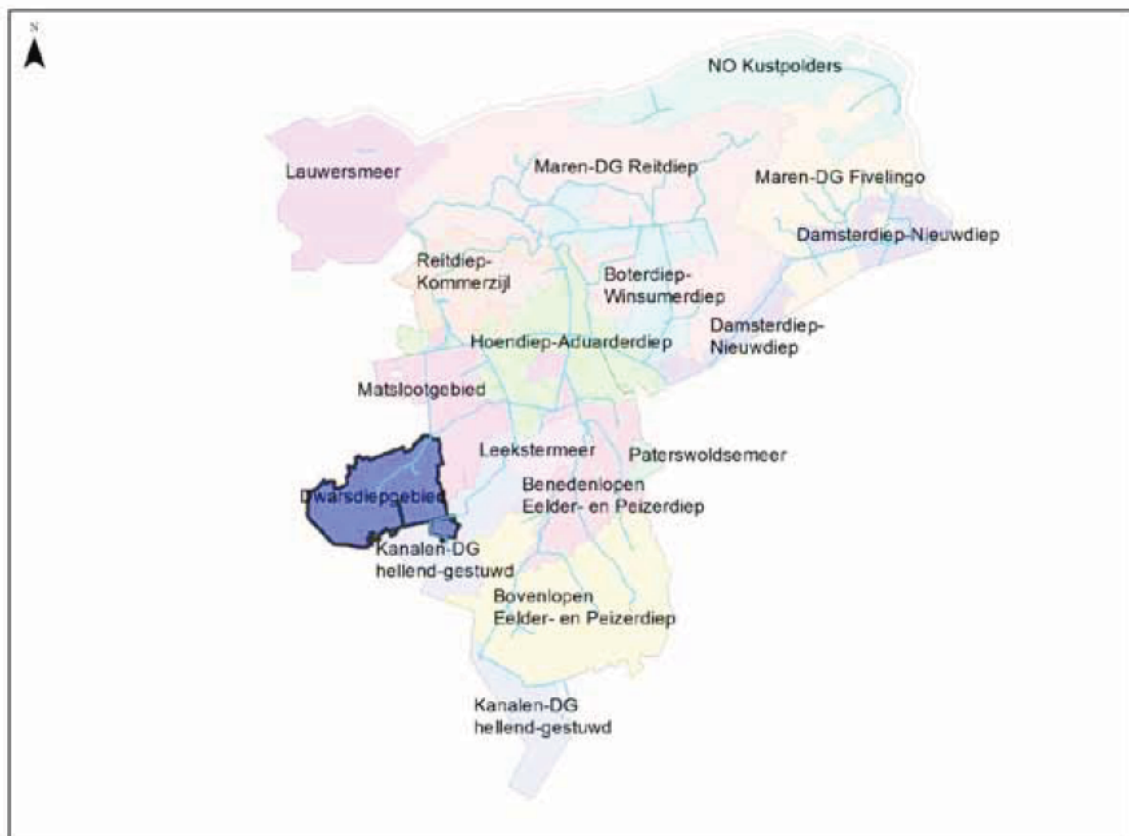 N
NO Kustpolders
Lauwersmeer
Maren-DG Reitdiep
Maren-DG Fivelingo
Damsterdiep-Nieuwdiep
Reitdiep-
Kommerzijl
Boterdiep-
Winsumerdiep
Damsterdiep-
Nieuwdiep
Hoendiep-Aduarderdiep
Matslootgebied
Leekstermeer
Paterswoldsemeer
Dwarsdiepgebied
Benedenlopen
Eelder- en Peizerdiep
Kanalen-DG
hellend-gestuwd
Bovenlopen
Eelder- en Peizerdiep
Kanalen-DG
hellend-gestuwd